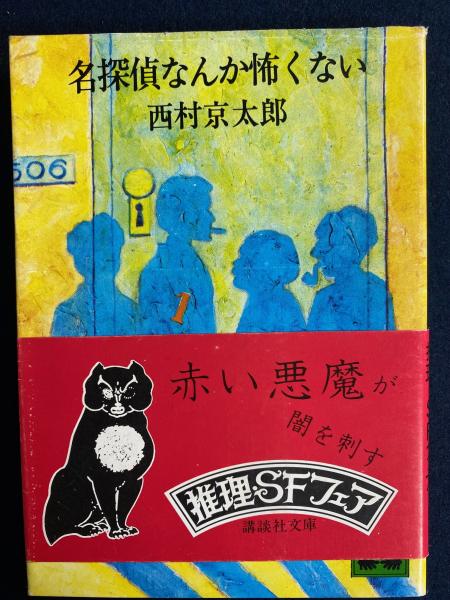 名探偵なんか怖くない
西村京太郎
506
1
赤い悪魔が
闇を刺す
推理・SFフェア
講談社文庫